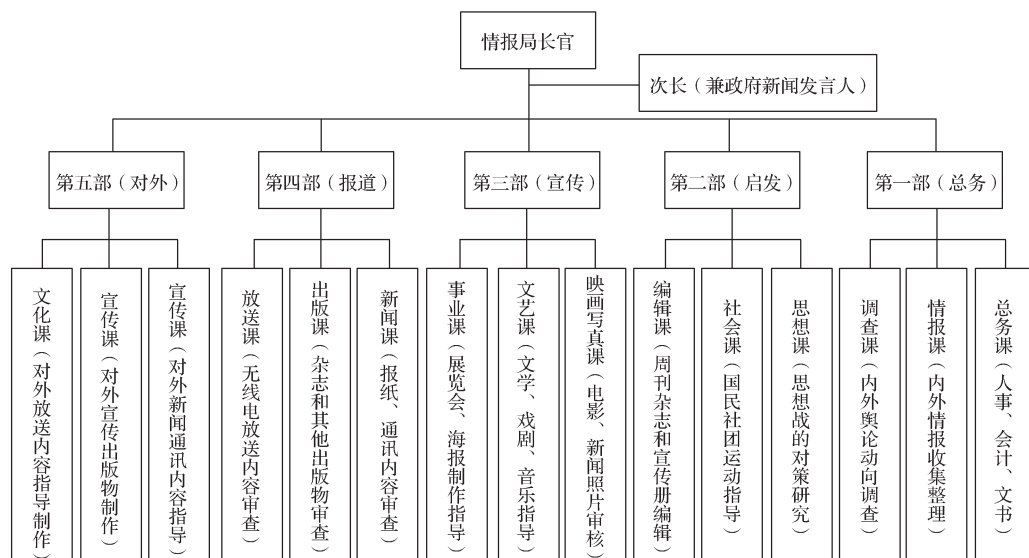 情报局长官
次长（兼政府新闻发言人）
第五部（对外）
第四部（报道）
第三部（宣传）
第二部（启发）
第一部（总务）
文化课（对外放送内容指导制作）
宣传课（对外宣传出版物制作）
宣传课（对外新闻通讯内容指导）
放送课（无线电放送内容审查）
出版课（杂志和其他出版物审查）
新闻课（报纸、通讯内容审查）
事业课（展览会、海报制作指导）
文艺课（文学、戏剧、音乐指导）
映画写真课（电影、新闻照片审核）
编辑课（周刊杂志和宣传册编辑）
社会课（国民社团运动指导）
思想课（思想战的对策研究）
调查课（内外舆论动向调查）
情报课（内外情报收集整理）
总务课（人事、会计、文书）